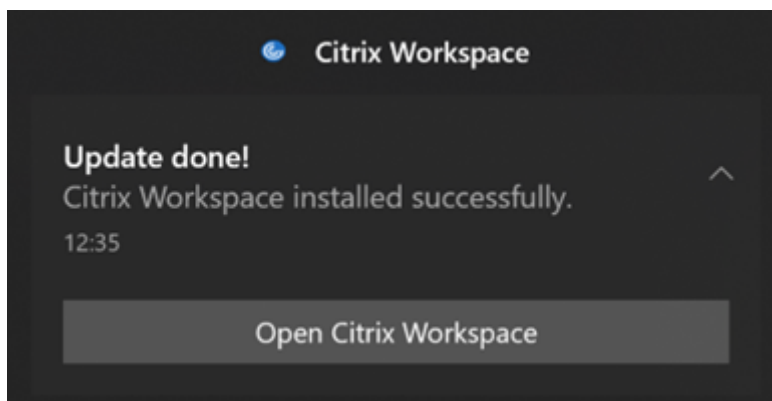 Citrix Workspace
Update done!
Citrix Workspace installed successfully.
12:35
Open Citrix Workspace